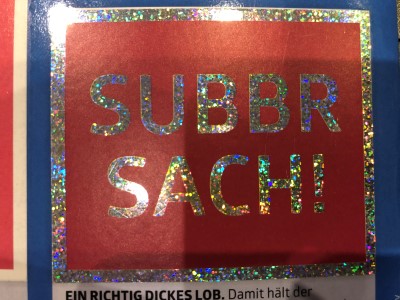 SUBBR
SACH!
EIN RICHTIG DICKES LOB. Damit hält der